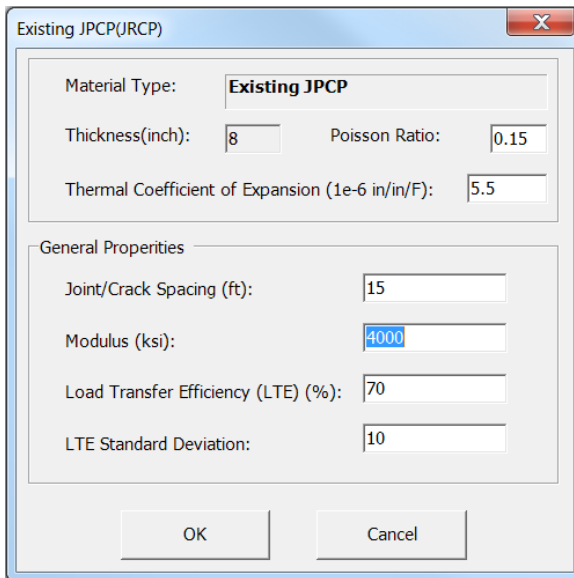 Existing JPCP(JRCP)
Material Type: Existing JPCP
Thickness(inch): 8 Poisson Ratio: 0.15
Thermal Coefficient of Expansion (1e-6 in/in/F): 5.5
General Properities
Joint/Crack Spacing (ft): 15
Modulus (ksi): 4000
Load Transfer Efficiency (LTE) (%): 70
LTE Standard Deviation: 10
OK Cancel